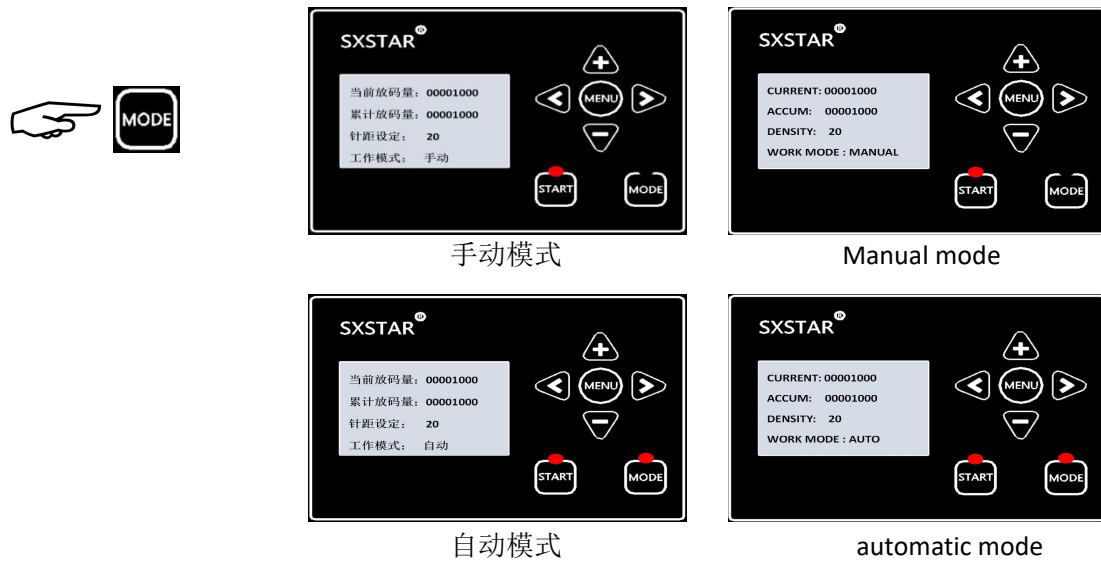 MODE
SXSTAR®
当前放码量：00001000
累计放码量：00001000
针距设定： 20
工作模式： 手动
MENU
START
MODE
手动模式
SXSTAR®
CURRENT: 00001000
ACCUM: 00001000
DENSITY: 20
WORK MODE : MANUAL
MENU
START
MODE
Manual mode
SXSTAR®
当前放码量：00001000
累计放码量：00001000
针距设定： 20
工作模式： 自动
MENU
START
MODE
自动模式
SXSTAR®
CURRENT: 00001000
ACCUM: 00001000
DENSITY: 20
WORK MODE : AUTO
MENU
START
MODE
automatic mode